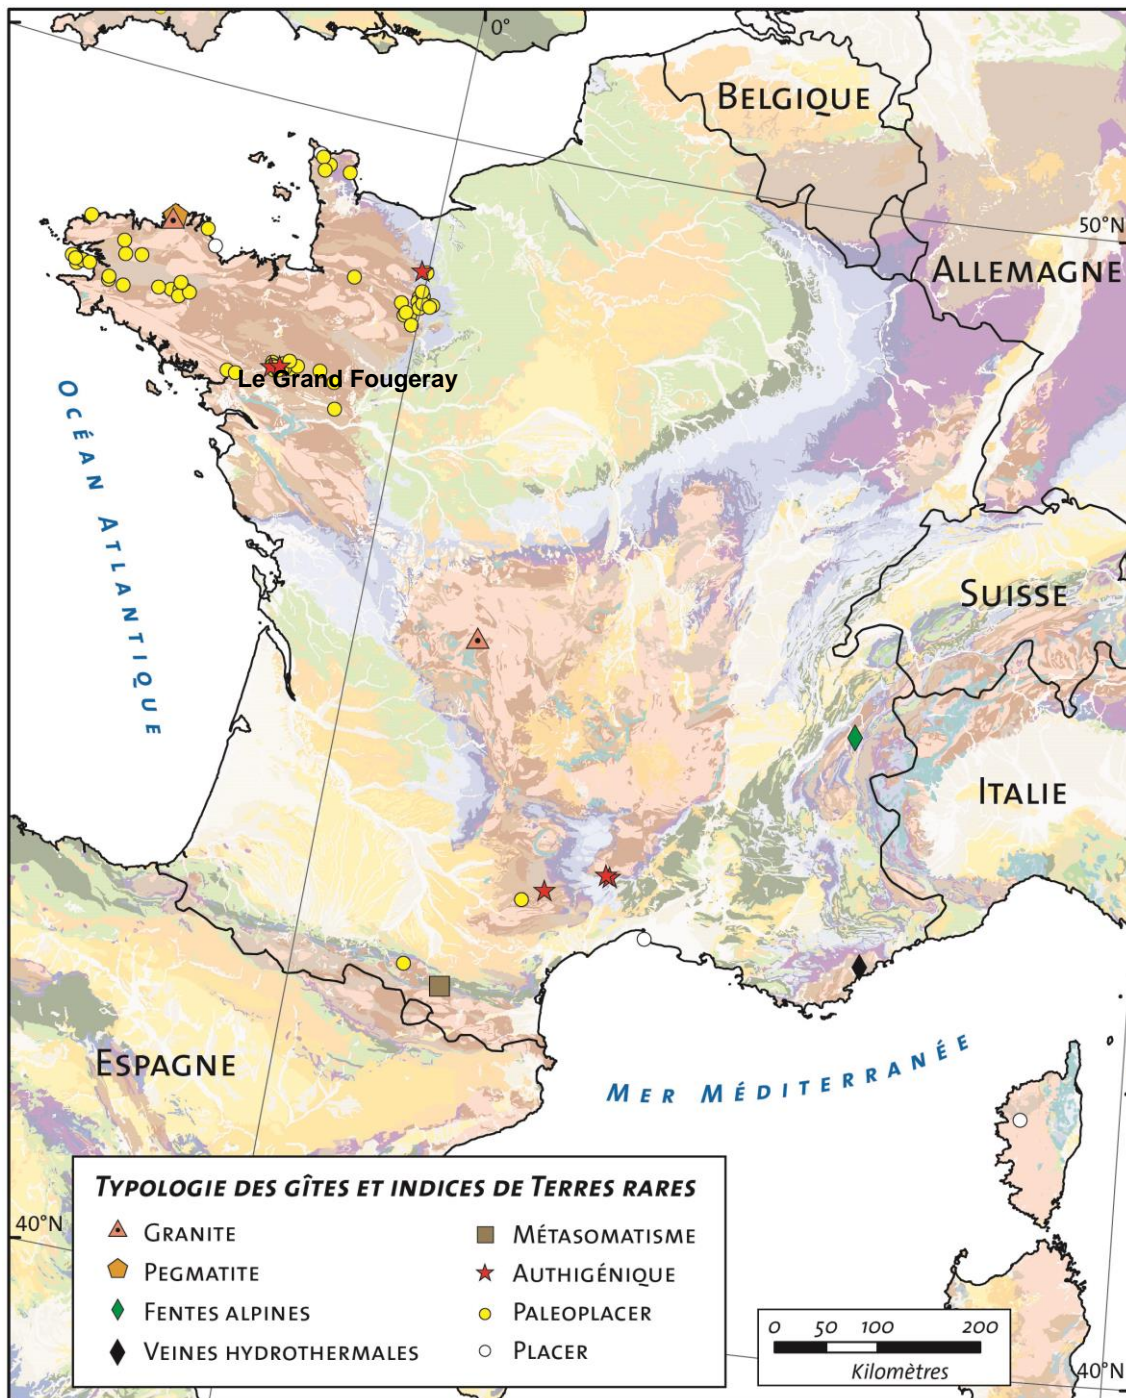 0°
BELGIQUE
50°N
ALLEMAGNE
Le Grand Fougeray
OCÉAN ATLANTIQUE
SUISSE
ITALIE
ESPAGNE
MER MÉDITERRANÉE
TYPOLOGIE DES GÎTES ET INDICES DE TERRES RARES
40°N
GRANITE
MÉTASOMATISME
PEGMATITE
AUTHIGÉNIQUE
FENTES ALPINES
PALEOPLACER
VEINES HYDROTHERMALES
PLACER
0 50 100 200
Kilomètres
40°N